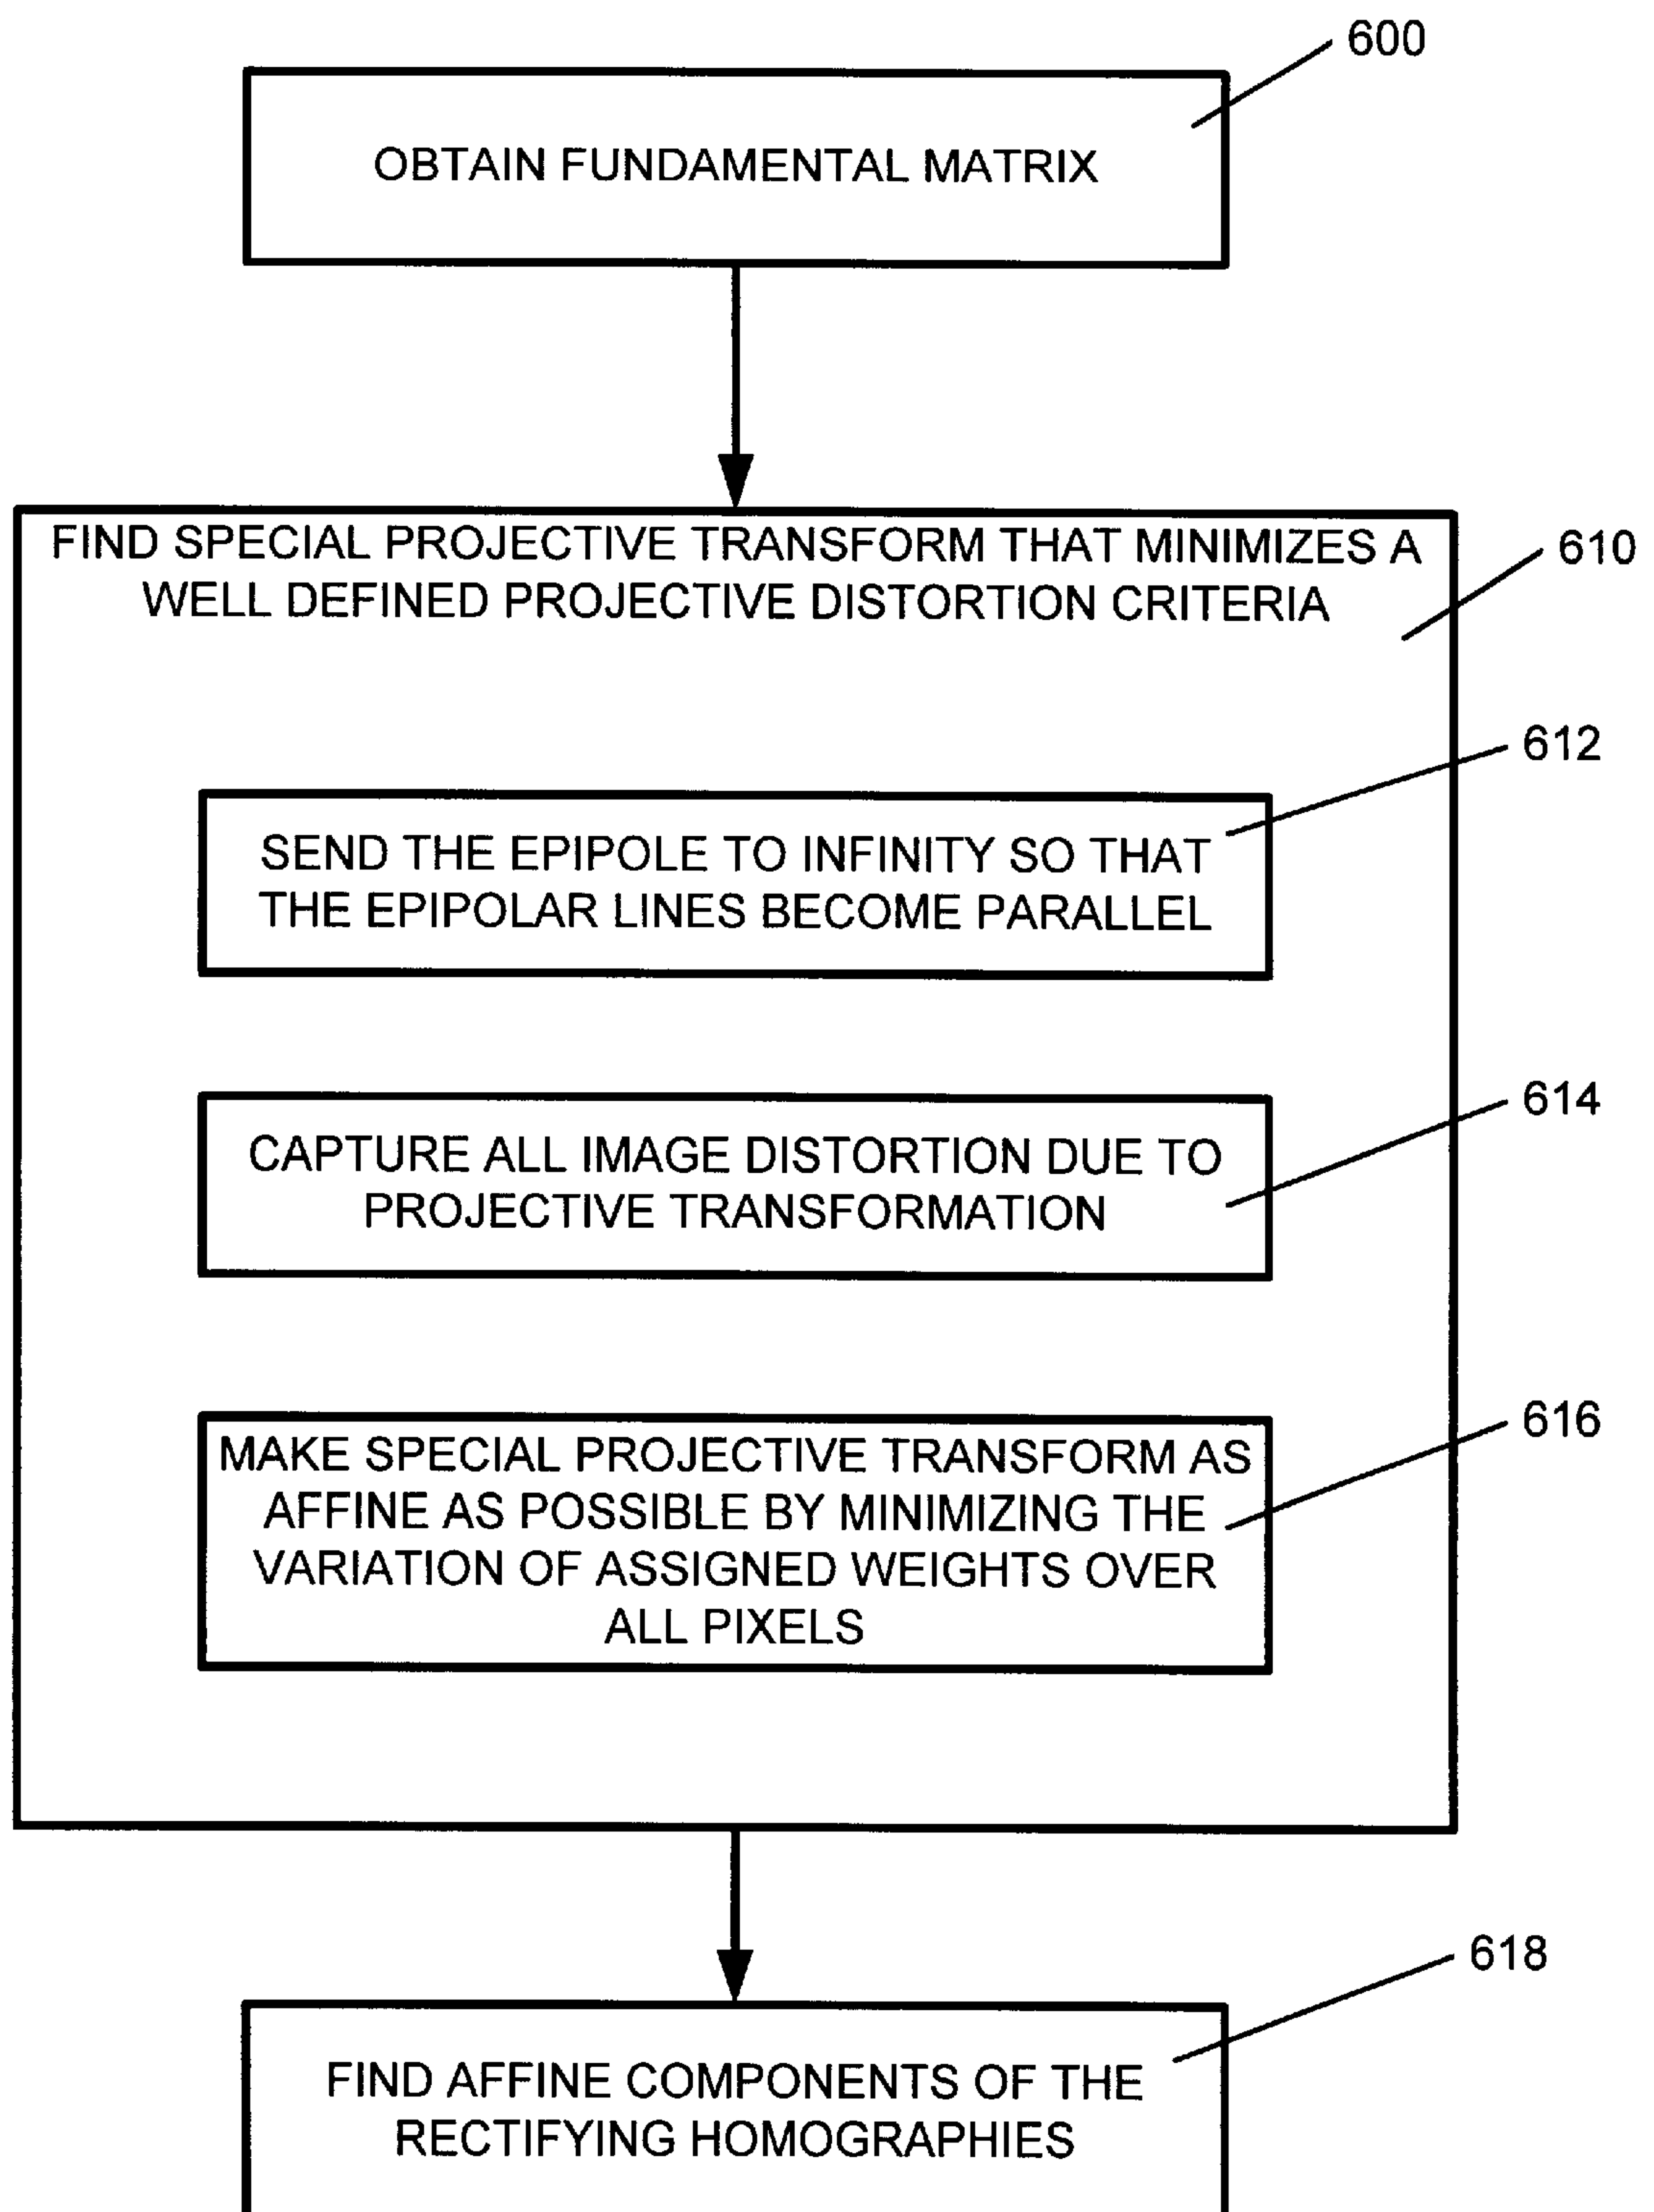 600
OBTAIN FUNDAMENTAL MATRIX
FIND SPECIAL PROJECTIVE TRANSFORM THAT MINIMIZES A
WELL DEFINED PROJECTIVE DISTORTION CRITERIA
610
612
SEND THE EPIPOLE TO INFINITY SO THAT
THE EPIPOLAR LINES BECOME PARALLEL
614
CAPTURE ALL IMAGE DISTORTION DUE TO
PROJECTIVE TRANSFORMATION
616
MAKE SPECIAL PROJECTIVE TRANSFORM AS
AFFINE AS POSSIBLE BY MINIMIZING THE
VARIATION OF ASSIGNED WEIGHTS OVER
ALL PIXELS
618
FIND AFFINE COMPONENTS OF THE
RECTIFYING HOMOGRAPHIES